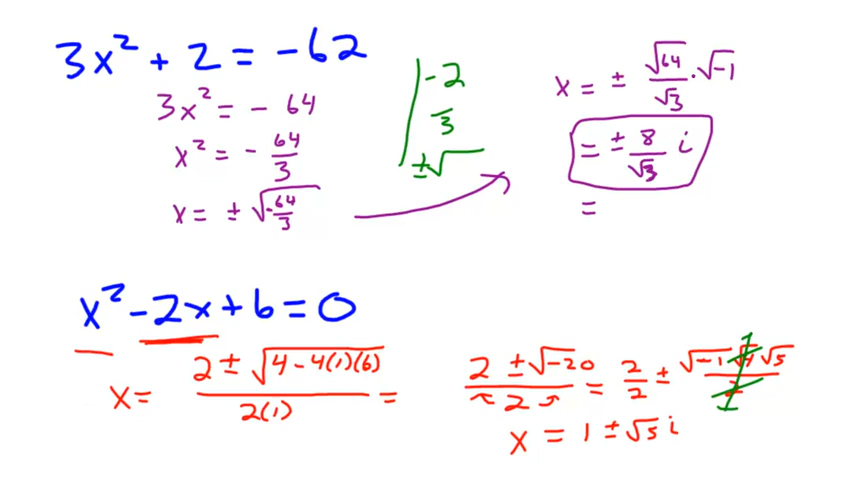 3x² + 2 = -62
3x² = - 64
x² = - 64/3
x = ± √(-64/3)
-2
÷3
±√
x = ± √64/√3 · √-1
= ± 8/√3 i
=
x² - 2x + 6 = 0
x = (2 ± √(4 - 4(1)(6)))/(2(1)) =
(2 ± √-20)/2 = 2/2 ± (√-1 √4 √5)/2
1
1
x = 1 ± √5 i